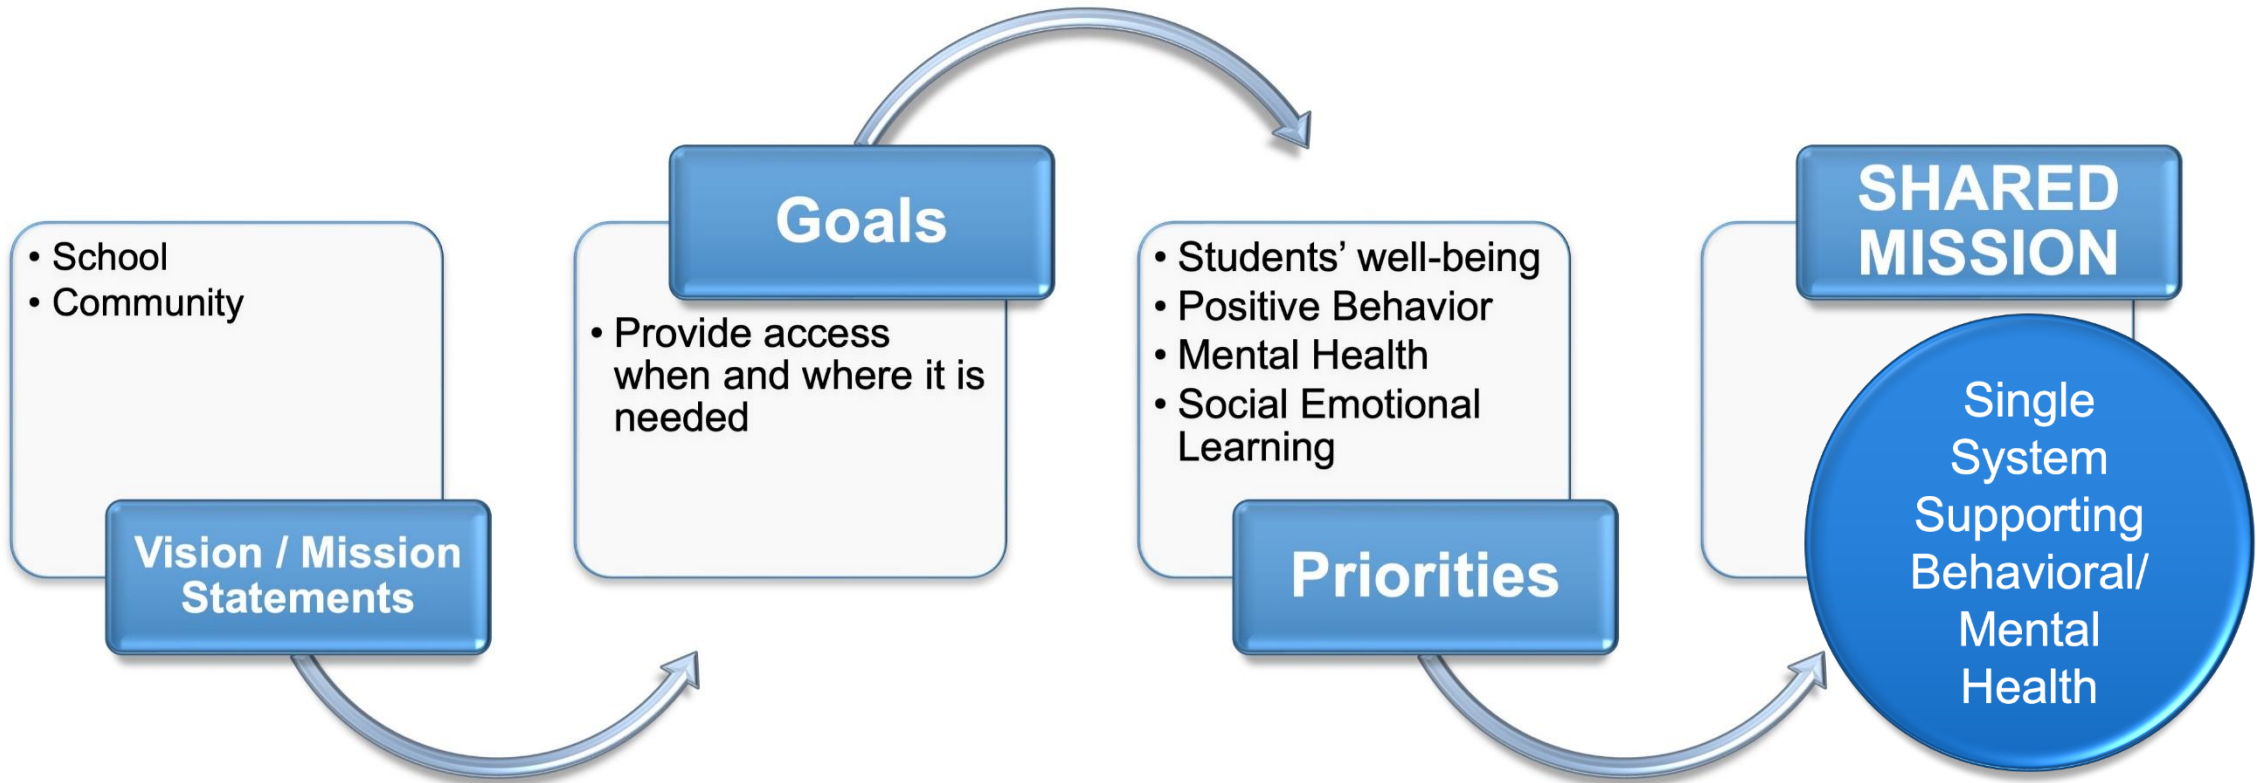 • School
• Community
Vision / Mission
Statements
Goals
• Provide access
when and where it is
needed
• Students’ well-being
• Positive Behavior
• Mental Health
• Social Emotional
Learning
Priorities
SHARED
MISSION
Single
System
Supporting
Behavioral/
Mental
Health